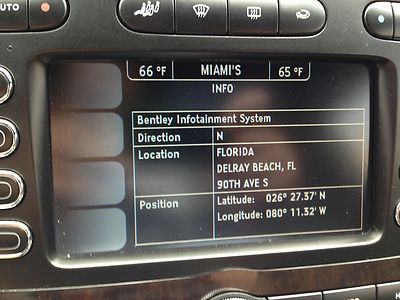 AUTO
66 °F MIAMI'S 65 °F
INFO
Bentley Infotainment System
Direction N
Location FLORIDA
DELRAY BEACH, FL
90TH AVE S
Position Latitude: 026° 27.37' N
Longitude: 080° 11.32' W